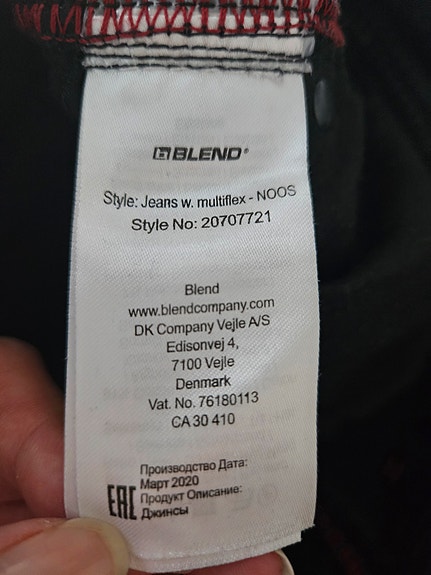 BLEND®
Style: Jeans w. multiflex - NOOS
Style No: 20707721
Blend
www.blendcompany.com
DK Company Vejle A/S
Edisonvej 4,
7100 Vejle
Denmark
Vat. No. 76180113
CA 30 410
Производство Дата:
Март 2020
Продукт Описание:
Джинсы
EAC